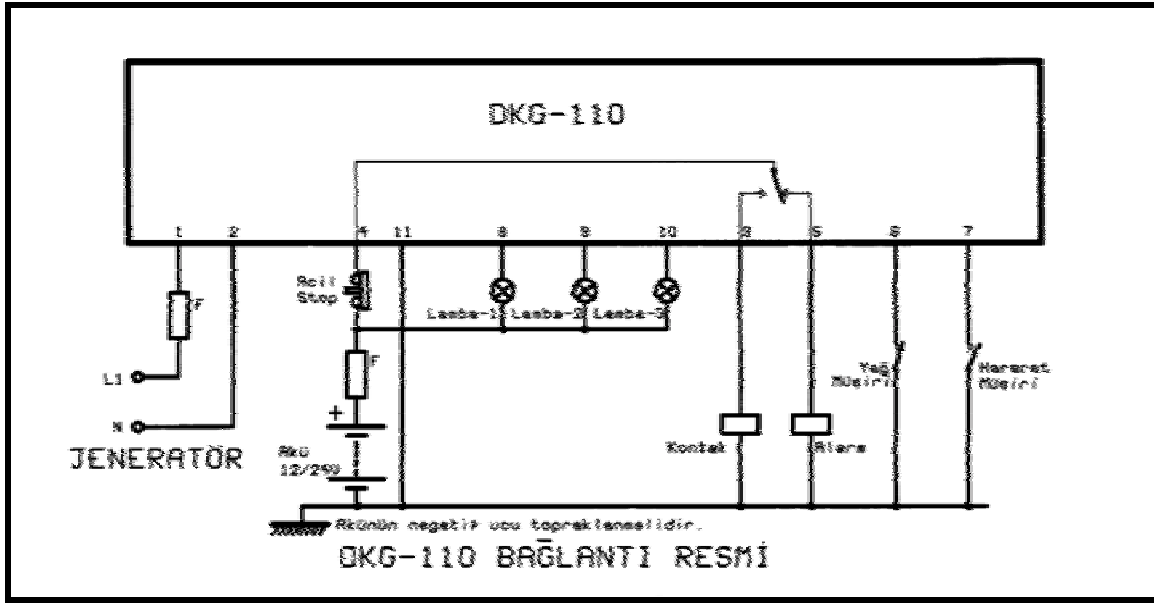 DKG-110
1 2 4 11 8 9 10 3 5 6 7
Acil
Stop
F
Lamba-1 Lamba-2 Lamba-3
F
L1
Yağ
Müşiri
Hararet
Müşiri
+
N
JENERATÖR
Akü
12/24V
Kontak
Alarm
Akünün negatif ucu topraklanmalıdır.
DKG-110 BAĞLANTI RESMİ